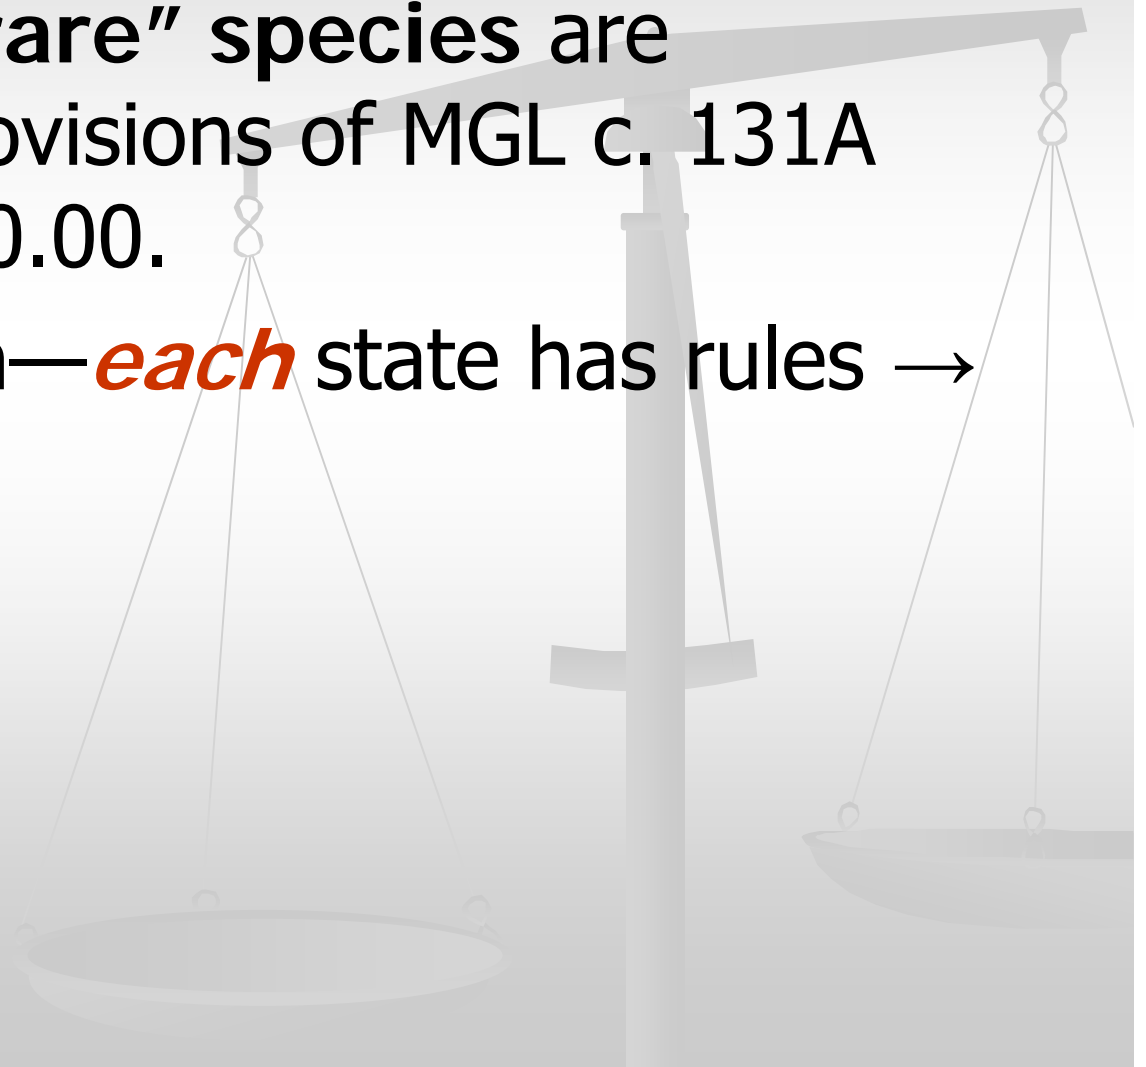 are” species are
ovisions of MGL c. 131A
0.00.
—each state has rules →